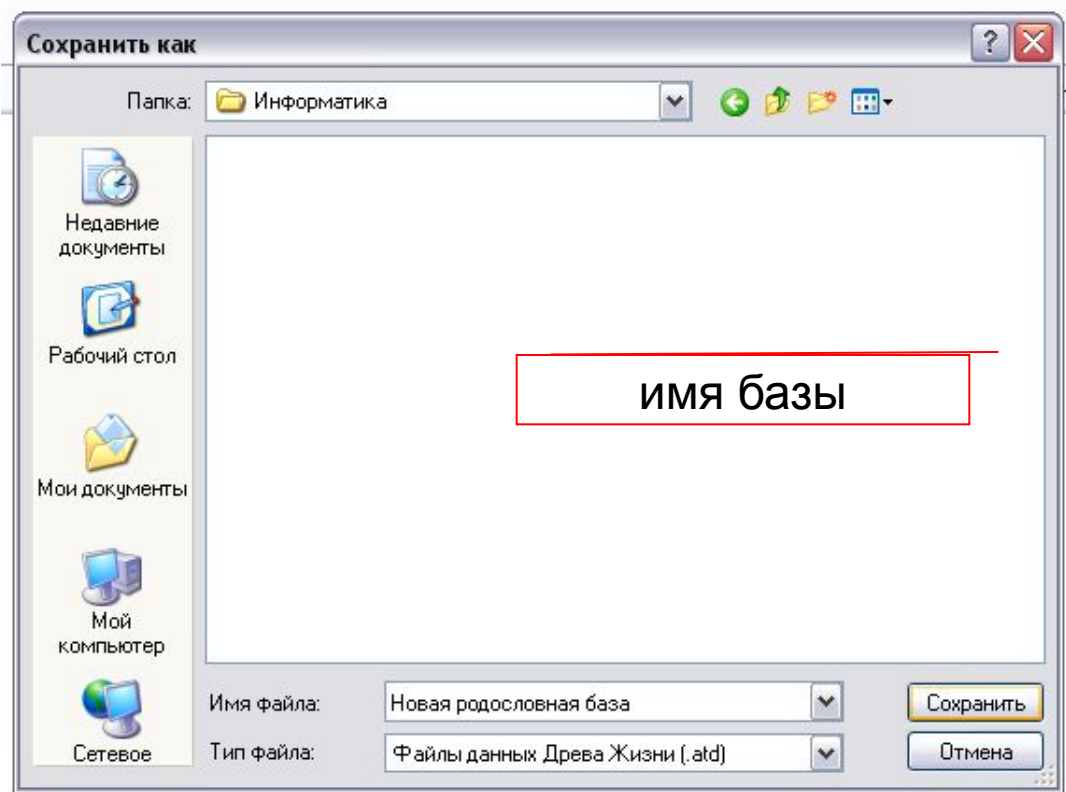 Сохранить как
Папка:
Информатика
Недавние
документы
Рабочий стол
имя базы
Мои документы
Мой
компьютер
Сетевое
Имя файла:
Новая родословная база
Сохранить
Тип файла:
Файлы данных Древа Жизни (.atd)
Отмена